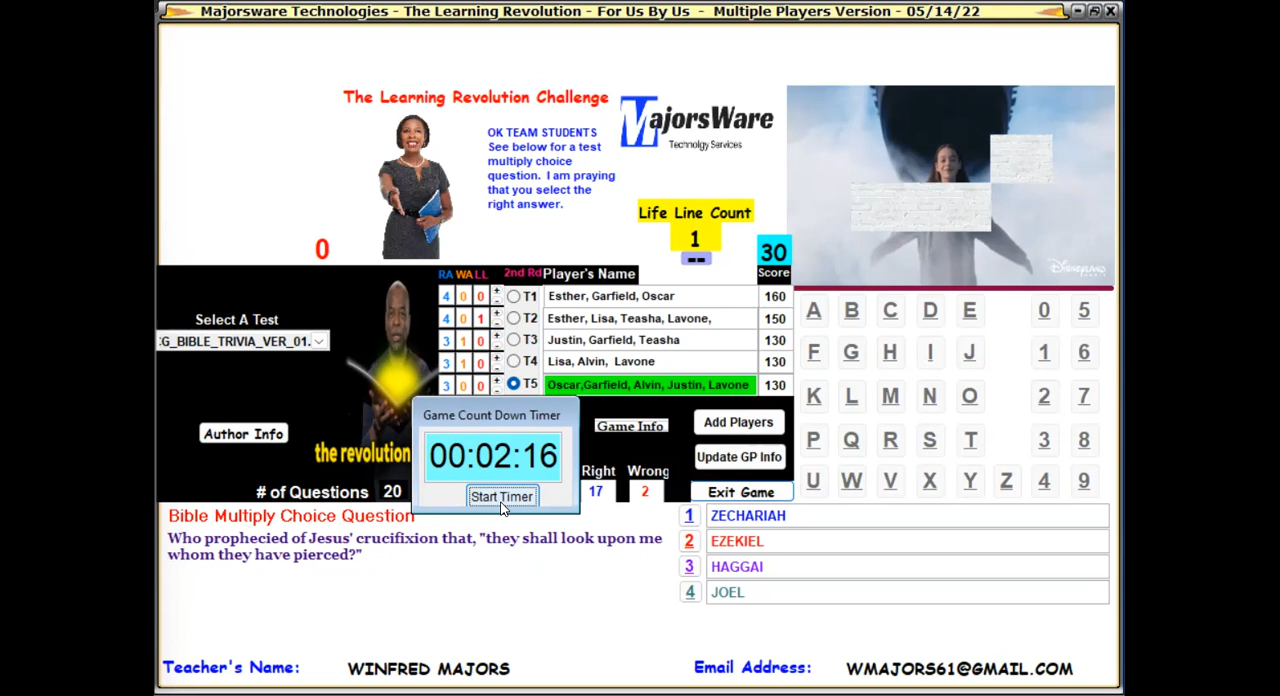 Majorsware Technologies - The Learning Revolution - For Us By Us - Multiple Players Version - 05/14/22
The Learning Revolution Challenge
OK TEAM STUDENTS
See below for a test
multiply choice
question. I am praying
that you select the
right answer.
MajorsWare
Technolgy Services
Life Line Count
1
--
0
30
Score
Disneyland
RA WA LL 2nd Rd Player's Name
4 0 0 + - T1 Esther, Garfield, Oscar 160
4 0 1 + - T2 Esther, Lisa, Teasha, Lavone, 150
3 1 0 + - T3 Justin, Garfield, Teasha 130
3 1 0 + - T4 Lisa, Alvin, Lavone 130
3 0 0 + - T5 Oscar,Garfield, Alvin, Justin, Lavone 130
Select A Test
G_BIBLE_TRIVIA_VER_01.
Author Info
the revolution
# of Questions 20
Game Count Down Timer
00:02:16
Start Timer
Game Info
Right Wrong
17 2
Add Players
Update GP Info
Exit Game
A B C D E 0 5
F G H I J 1 6
K L M N O 2 7
P Q R S T 3 8
U W V X Y Z 4 9
Bible Multiply Choice Question
Who prophecied of Jesus' crucifixion that, "they shall look upon me
whom they have pierced?"
1 ZECHARIAH
2 EZEKIEL
3 HAGGAI
4 JOEL
Teacher's Name: WINFRED MAJORS
Email Address: WMAJORS61@GMAIL.COM